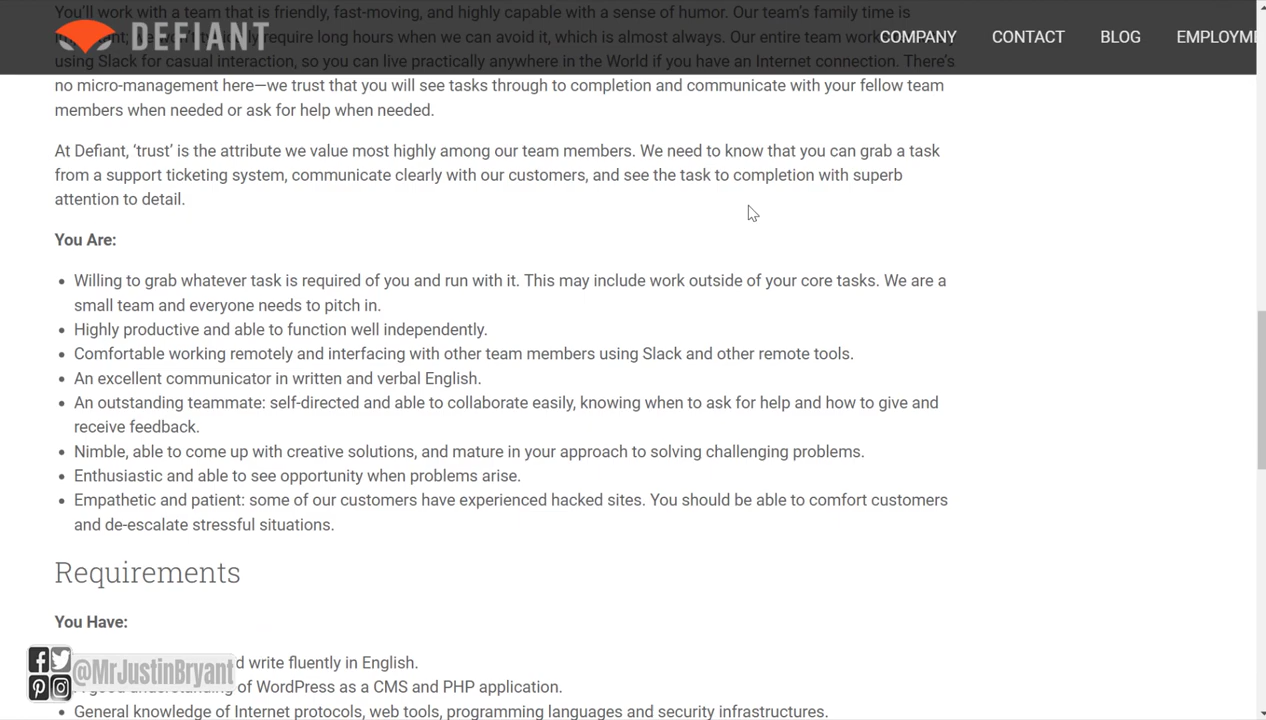 You'll work with a team that is friendly, fast-moving, and highly capable with a sense of humor. Our team's family time is
DEFIANT
COMPANY CONTACT BLOG EMPLOYME
require long hours when we can avoid it, which is almost always. Our entire team work
using Slack for casual interaction, so you can live practically anywhere in the World if you have an Internet connection. There's
no micro-management here—we trust that you will see tasks through to completion and communicate with your fellow team
members when needed or ask for help when needed.
At Defiant, ‘trust’ is the attribute we value most highly among our team members. We need to know that you can grab a task
from a support ticketing system, communicate clearly with our customers, and see the task to completion with superb
attention to detail.
You Are:
• Willing to grab whatever task is required of you and run with it. This may include work outside of your core tasks. We are a
small team and everyone needs to pitch in.
• Highly productive and able to function well independently.
• Comfortable working remotely and interfacing with other team members using Slack and other remote tools.
• An excellent communicator in written and verbal English.
• An outstanding teammate: self-directed and able to collaborate easily, knowing when to ask for help and how to give and
receive feedback.
• Nimble, able to come up with creative solutions, and mature in your approach to solving challenging problems.
• Enthusiastic and able to see opportunity when problems arise.
• Empathetic and patient: some of our customers have experienced hacked sites. You should be able to comfort customers
and de-escalate stressful situations.
Requirements
You Have:
d write fluently in English.
@MrJustinBryant
of WordPress as a CMS and PHP application.
• General knowledge of Internet protocols, web tools, programming languages and security infrastructures.